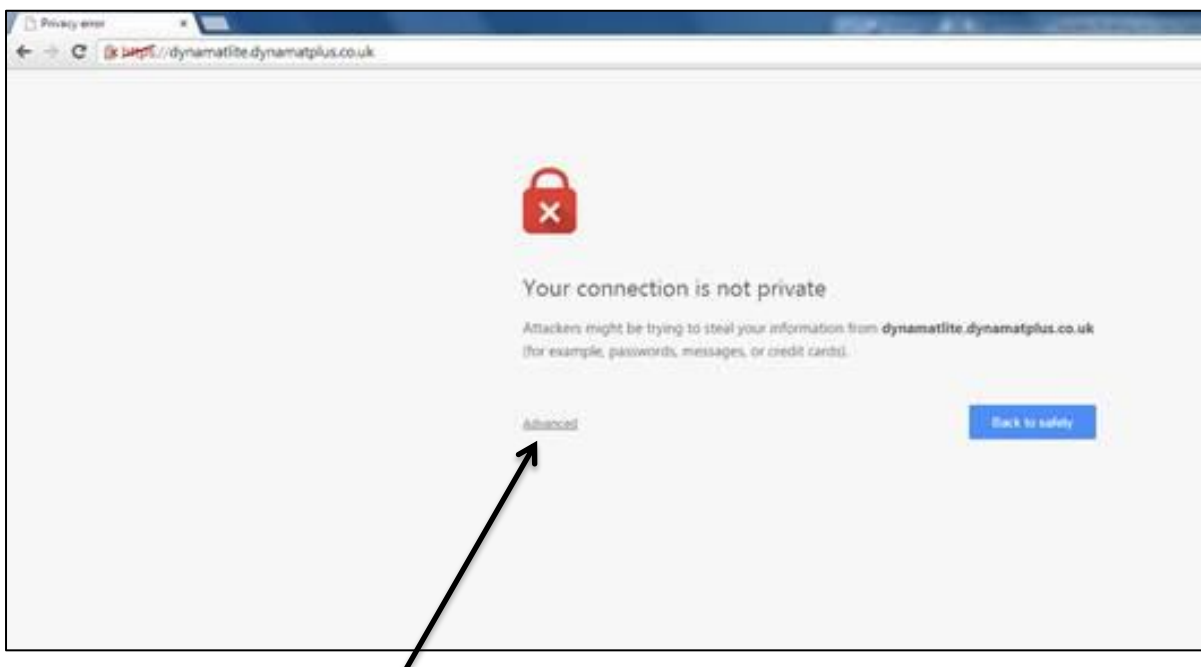 Privacy error
https://dynamatlite.dynamatplus.co.uk
Your connection is not private
Attackers might be trying to steal your information from dynamatlite.dynamatplus.co.uk
(for example, passwords, messages, or credit cards).
Advanced
Back to safety